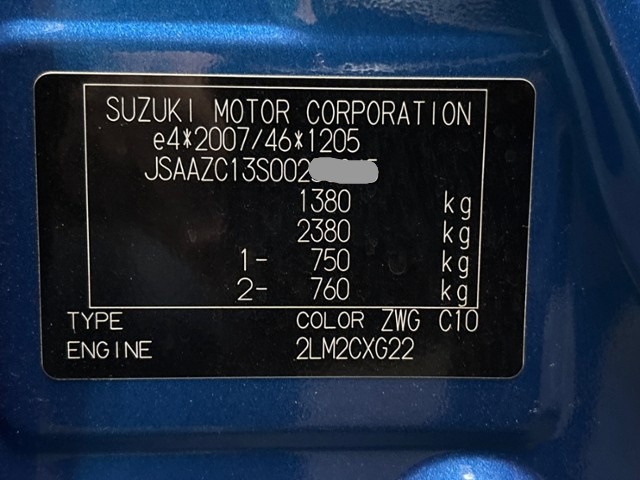 SUZUKI MOTOR CORPORATION
e4*2007/46*1205
JSAAZC13S002
1380 kg
2380 kg
1- 750 kg
2- 760 kg
TYPE COLOR ZWG C10
ENGINE 2LM2CXG22